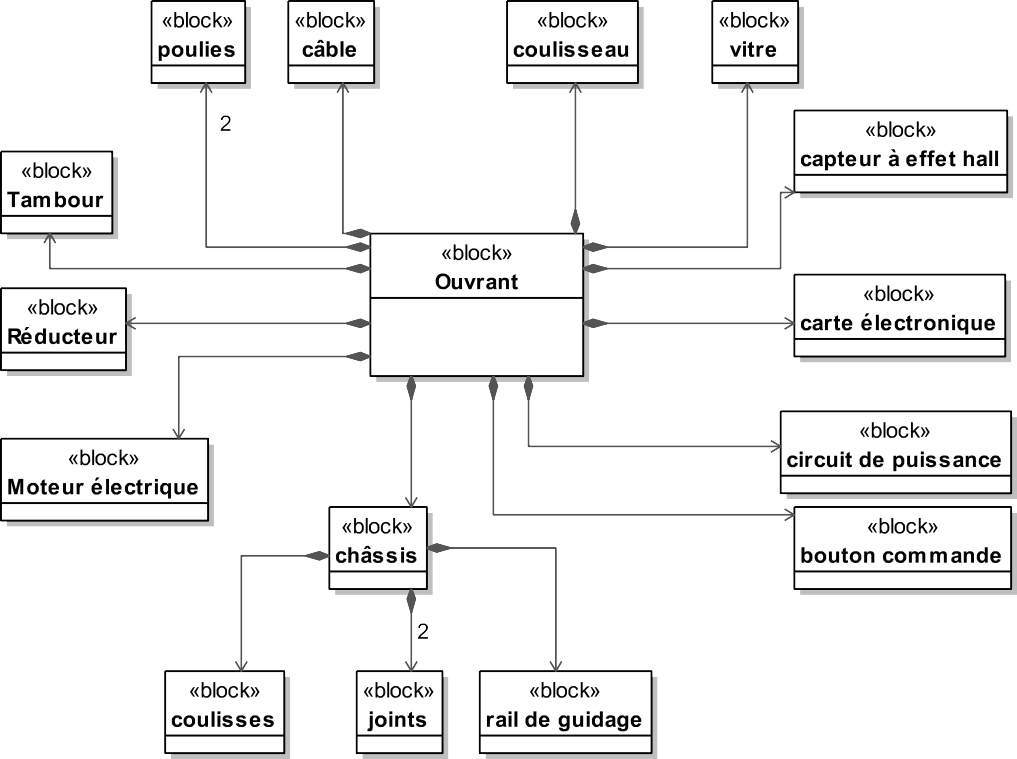 «block»
poulies
«block»
câble
«block»
coulisseau
«block»
vitre
2
«block»
capteur à effet hall
«block»
Tambour
«block»
Ouvrant
«block»
Réducteur
«block»
carte électronique
«block»
Moteur électrique
«block»
circuit de puissance
«block»
châssis
«block»
bouton commande
2
«block»
coulisses
«block»
joints
«block»
rail de guidage